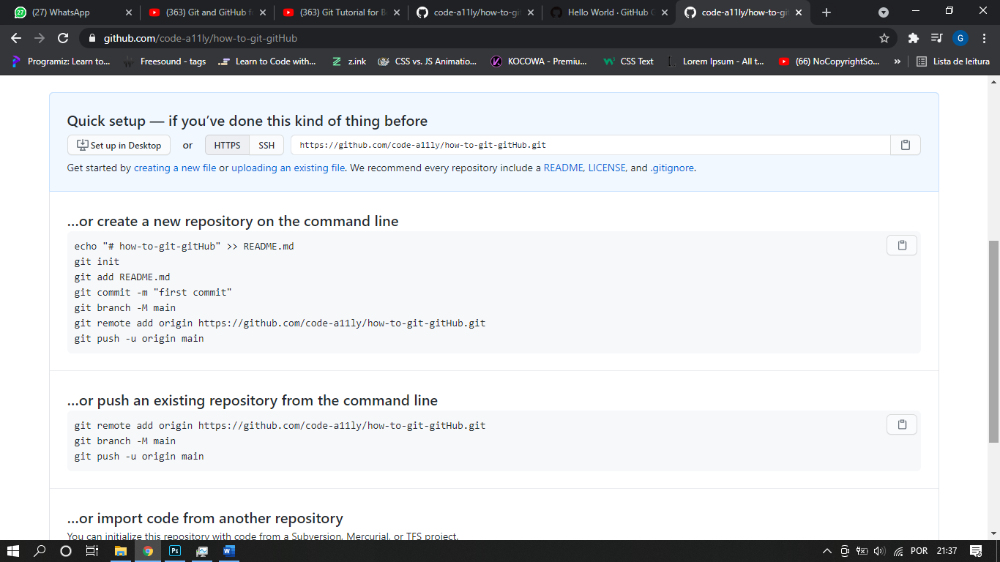 (27) WhatsApp
(363) Git and GitHub f
(363) Git Tutorial for B
code-a11ly/how-to-gi
Hello World · GitHub G
code-a11ly/how-to-git
github.com/code-a11ly/how-to-git-gitHub
G
Programiz: Learn to...
Freesound - tags
Learn to Code with...
z.ink
CSS vs. JS Animatio...
KOCOWA - Premiu...
CSS Text
Lorem Ipsum - All t...
(66) NoCopyrightSo...
»
Lista de leitura
Quick setup — if you’ve done this kind of thing before
Set up in Desktop or HTTPS SSH https://github.com/code-a11ly/how-to-git-gitHub.git
Get started by creating a new file or uploading an existing file. We recommend every repository include a README, LICENSE, and .gitignore.
…or create a new repository on the command line
echo "# how-to-git-gitHub" >> README.md
git init
git add README.md
git commit -m "first commit"
git branch -M main
git remote add origin https://github.com/code-a11ly/how-to-git-gitHub.git
git push -u origin main
…or push an existing repository from the command line
git remote add origin https://github.com/code-a11ly/how-to-git-gitHub.git
git branch -M main
git push -u origin main
…or import code from another repository
You can initialize this repository with code from a Subversion, Mercurial, or TFS project.
Ps
W
POR
21:37